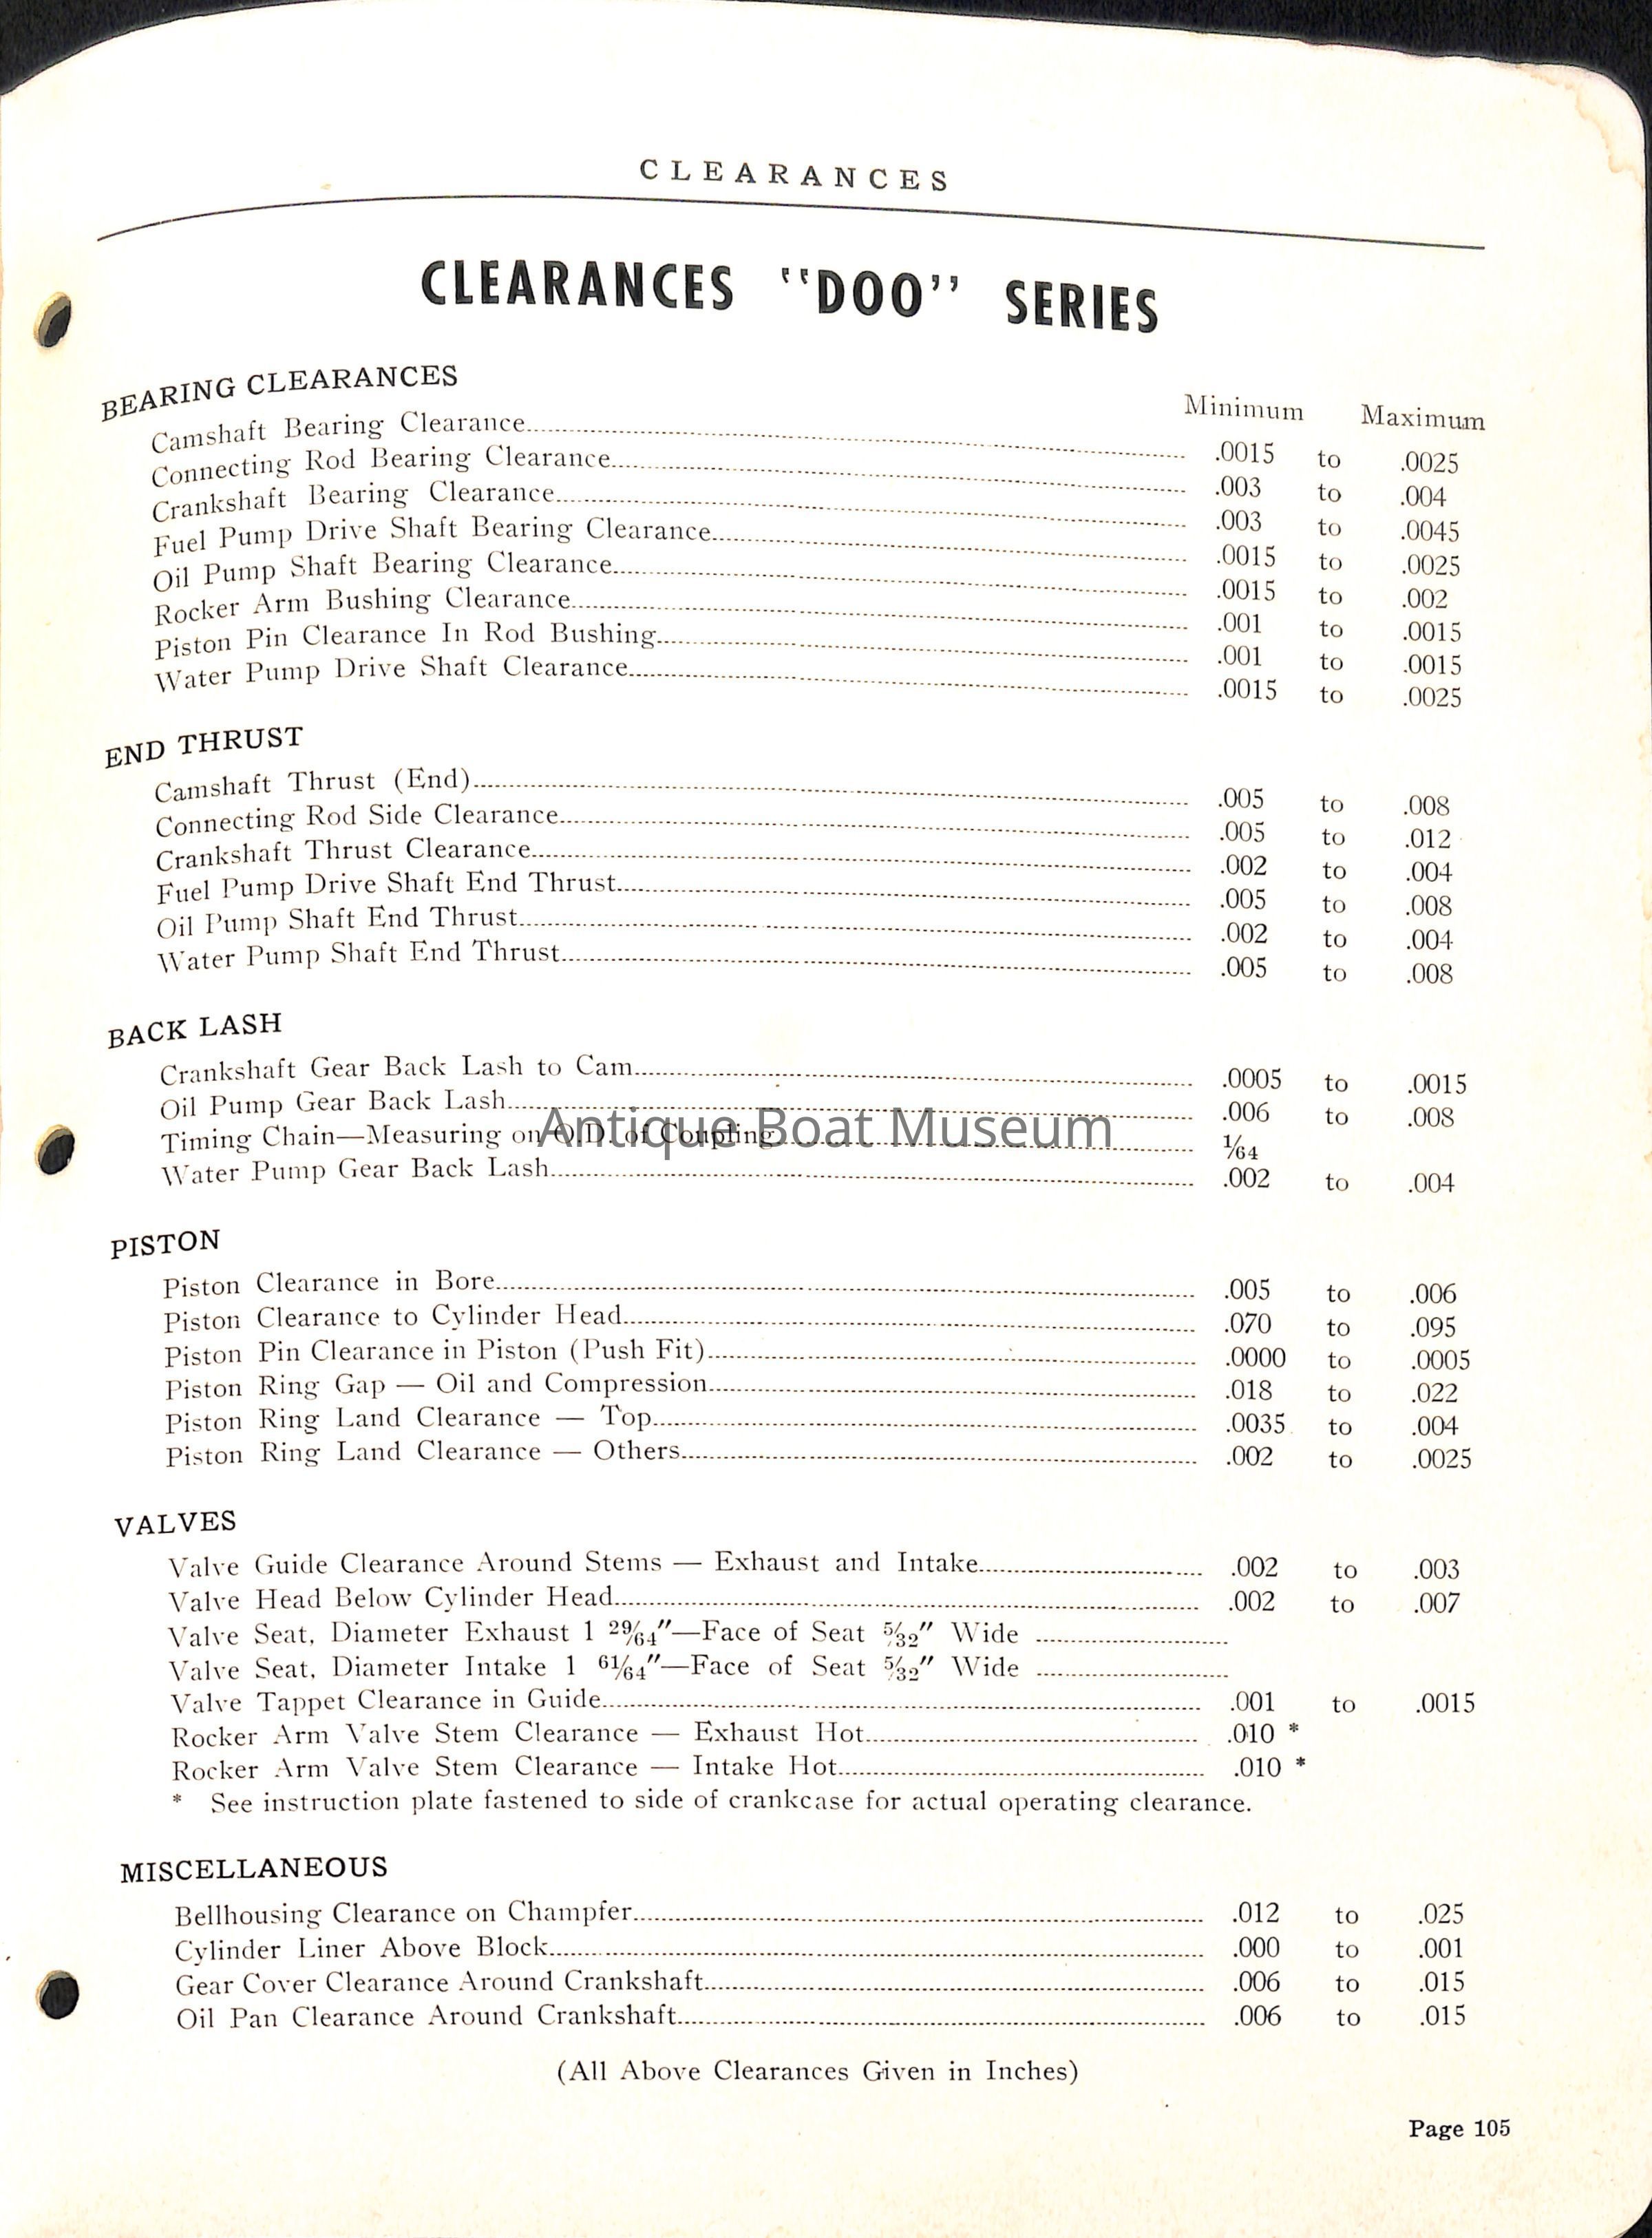 CLEARANCES
CLEARANCES "DOO" SERIES
BEARING CLEARANCES
Minimum Maximum
Camshaft Bearing Clearance .0015 to .0025
Connecting Rod Bearing Clearance .003 to .004
Crankshaft Bearing Clearance .003 to .0045
Fuel Pump Drive Shaft Bearing Clearance .0015 to .0025
Oil Pump Shaft Bearing Clearance .0015 to .002
Rocker Arm Bushing Clearance .001 to .0015
Piston Pin Clearance In Rod Bushing .001 to .0015
Water Pump Drive Shaft Clearance .0015 to .0025
END THRUST
Camshaft Thrust (End) .005 to .008
Connecting Rod Side Clearance .005 to .012
Crankshaft Thrust Clearance .002 to .004
Fuel Pump Drive Shaft End Thrust .005 to .008
Oil Pump Shaft End Thrust .002 to .004
Water Pump Shaft End Thrust .005 to .008
BACK LASH
Crankshaft Gear Back Lash to Cam .0005 to .0015
Oil Pump Gear Back Lash .006 to .008
Timing Chain—Measuring on O.D. of Coupling 1/64
Antique Boat Museum
Water Pump Gear Back Lash .002 to .004
PISTON
Piston Clearance in Bore .005 to .006
Piston Clearance to Cylinder Head .070 to .095
Piston Pin Clearance in Piston (Push Fit) .0000 to .0005
Piston Ring Gap — Oil and Compression .018 to .022
Piston Ring Land Clearance — Top .0035 to .004
Piston Ring Land Clearance — Others .002 to .0025
VALVES
Valve Guide Clearance Around Stems — Exhaust and Intake .002 to .003
Valve Head Below Cylinder Head .002 to .007
Valve Seat, Diameter Exhaust 1 29/64"—Face of Seat 5/32" Wide
Valve Seat, Diameter Intake 1 61/64"—Face of Seat 5/32" Wide
Valve Tappet Clearance in Guide .001 to .0015
Rocker Arm Valve Stem Clearance — Exhaust Hot .010 *
Rocker Arm Valve Stem Clearance — Intake Hot .010 *
* See instruction plate fastened to side of crankcase for actual operating clearance.
MISCELLANEOUS
Bellhousing Clearance on Champfer .012 to .025
Cylinder Liner Above Block .000 to .001
Gear Cover Clearance Around Crankshaft .006 to .015
Oil Pan Clearance Around Crankshaft .006 to .015
(All Above Clearances Given in Inches)
Page 105